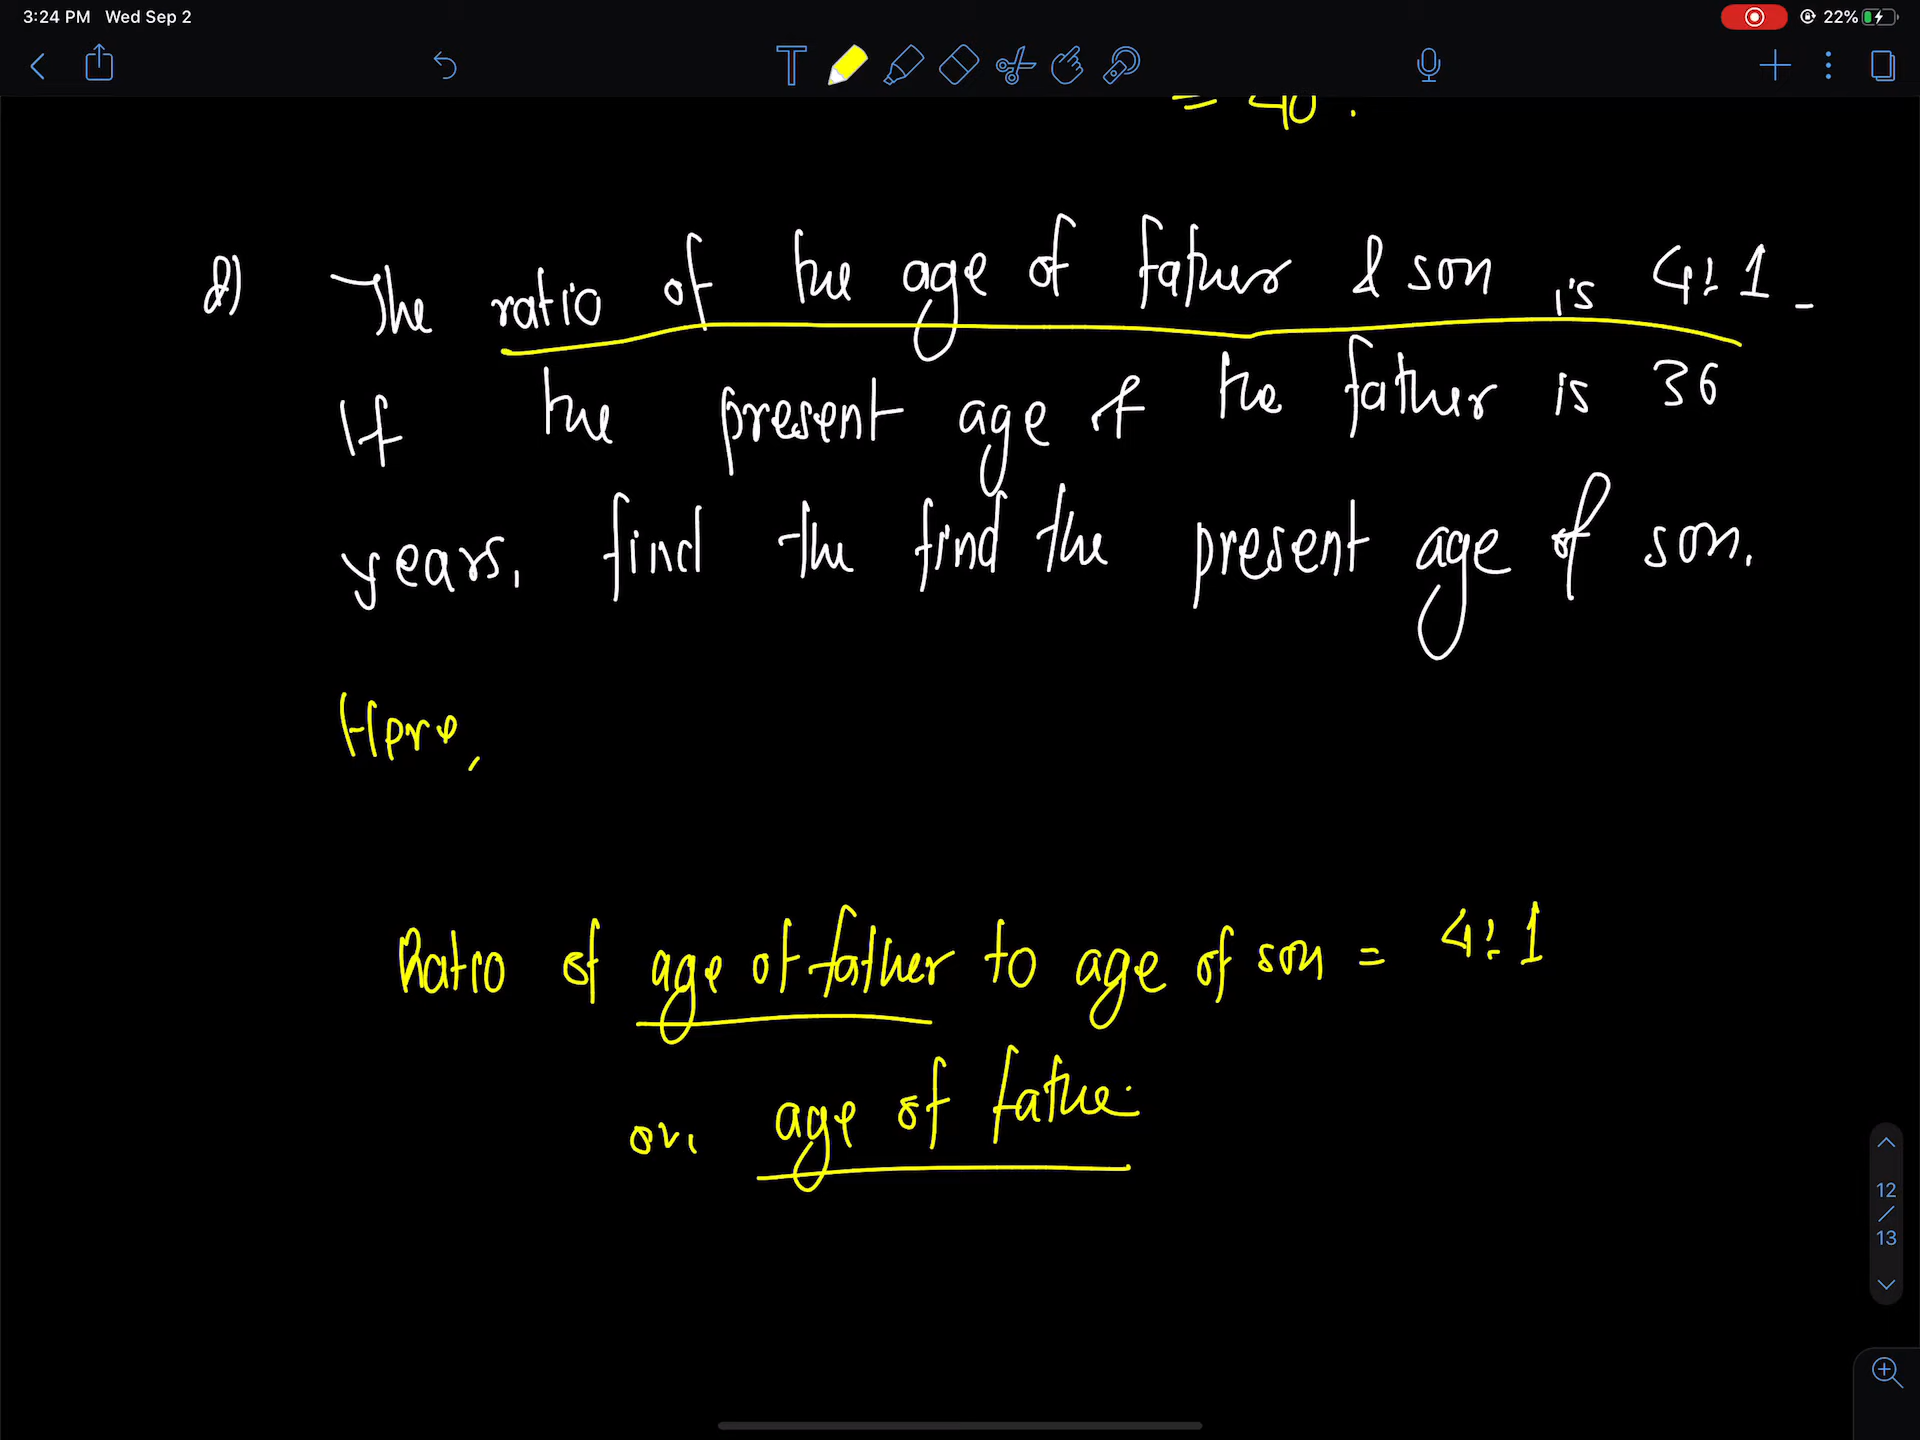 3:24 PM Wed Sep 2
22%
= 40.
d) The ratio of the age of father & son is 4:1.
If the present age of the father is 36
years, find the find the present age of son.
Here,
Ratio of age of father to age of son = 4:1
or, age of father
12
/
13